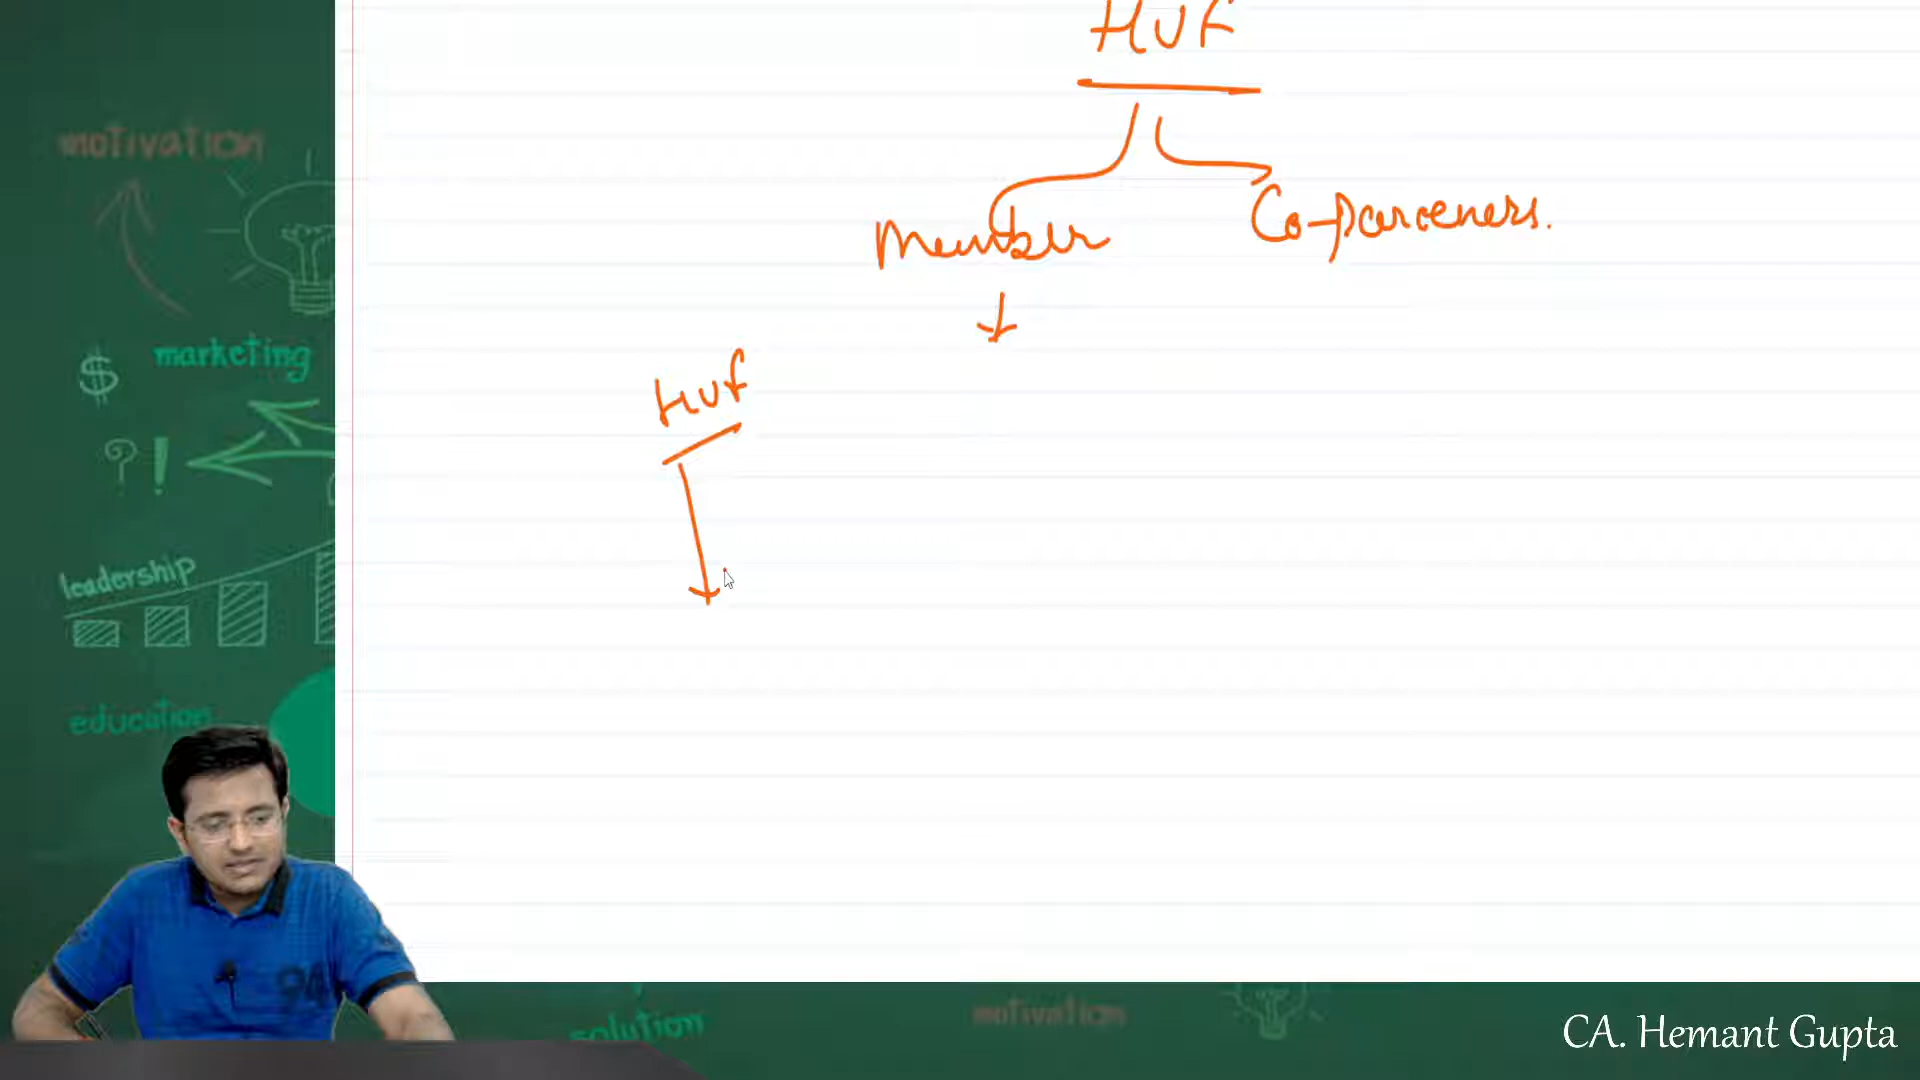 HUF
Member
Co-parceners.
HUF
motivation
$
marketing
? !
leadership
education
solution
motivation
CA. Hemant Gupta